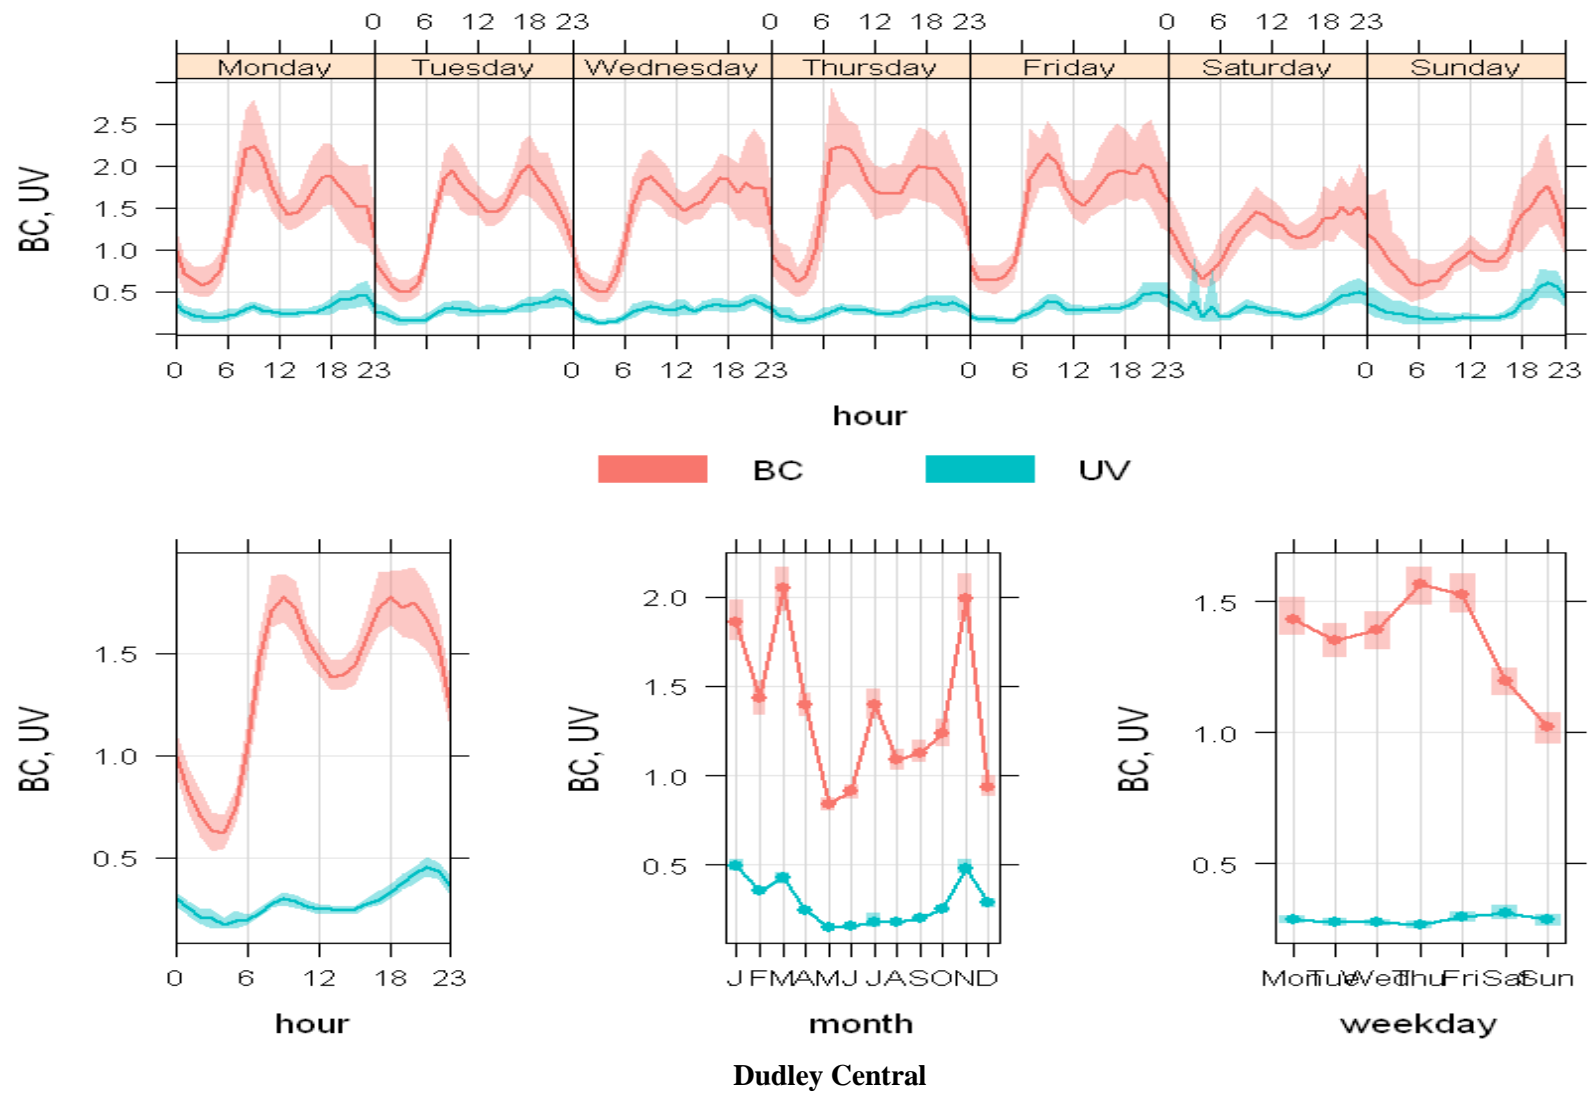 0 6 12 18 23 0 6 12 18 23 0 6 12 18 23
Monday Tuesday Wednesday Thursday Friday Saturday Sunday
BC, UV
2.5
2.0
1.5
1.0
0.5
0 6 12 18 23 0 6 12 18 23 0 6 12 18 23 0 6 12 18 23
hour
BC UV
BC, UV
1.5
1.0
0.5
0 6 12 18 23
hour
BC, UV
2.0
1.5
1.0
0.5
J F M A M J J A S O N D
month
BC, UV
1.5
1.0
0.5
Mon Tue Wed Thu Fri Sat Sun
weekday
Dudley Central